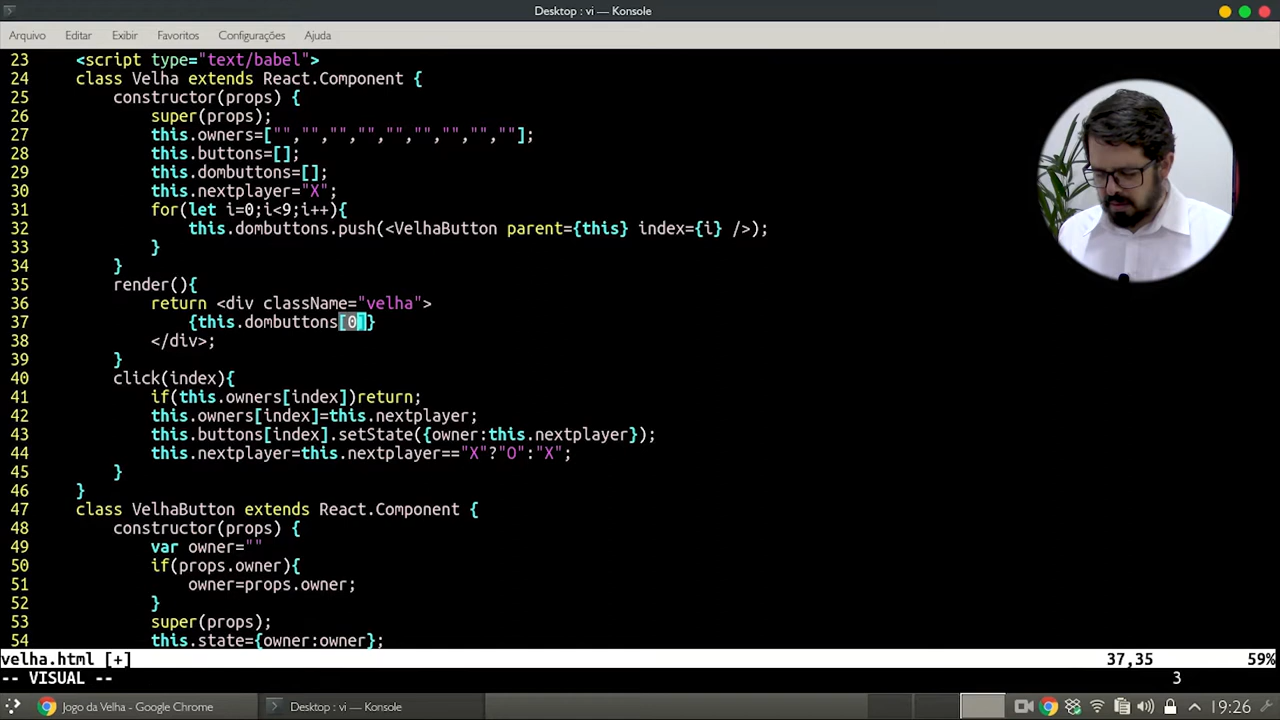 Desktop : vi — Konsole
Arquivo Editar Exibir Favoritos Configurações Ajuda
23 <script type="text/babel">
24 class Velha extends React.Component {
25 constructor(props) {
26 super(props);
27 this.owners=["","","","","","","","",""];
28 this.buttons=[];
29 this.dombuttons=[];
30 this.nextplayer="X";
31 for(let i=0;i<9;i++){
32 this.dombuttons.push(<VelhaButton parent={this} index={i} />);
33 }
34 }
35 render(){
36 return <div className="velha">
37 {this.dombuttons[0]}
38 </div>;
39 }
40 click(index){
41 if(this.owners[index])return;
42 this.owners[index]=this.nextplayer;
43 this.buttons[index].setState({owner:this.nextplayer});
44 this.nextplayer=this.nextplayer=="X"?"O":"X";
45 }
46 }
47 class VelhaButton extends React.Component {
48 constructor(props) {
49 var owner=""
50 if(props.owner){
51 owner=props.owner;
52 }
53 super(props);
54 this.state={owner:owner};
velha.html [+] 37,35 59%
-- VISUAL -- 3
Jogo da Velha - Google Chrome Desktop : vi — Konsole 19:26